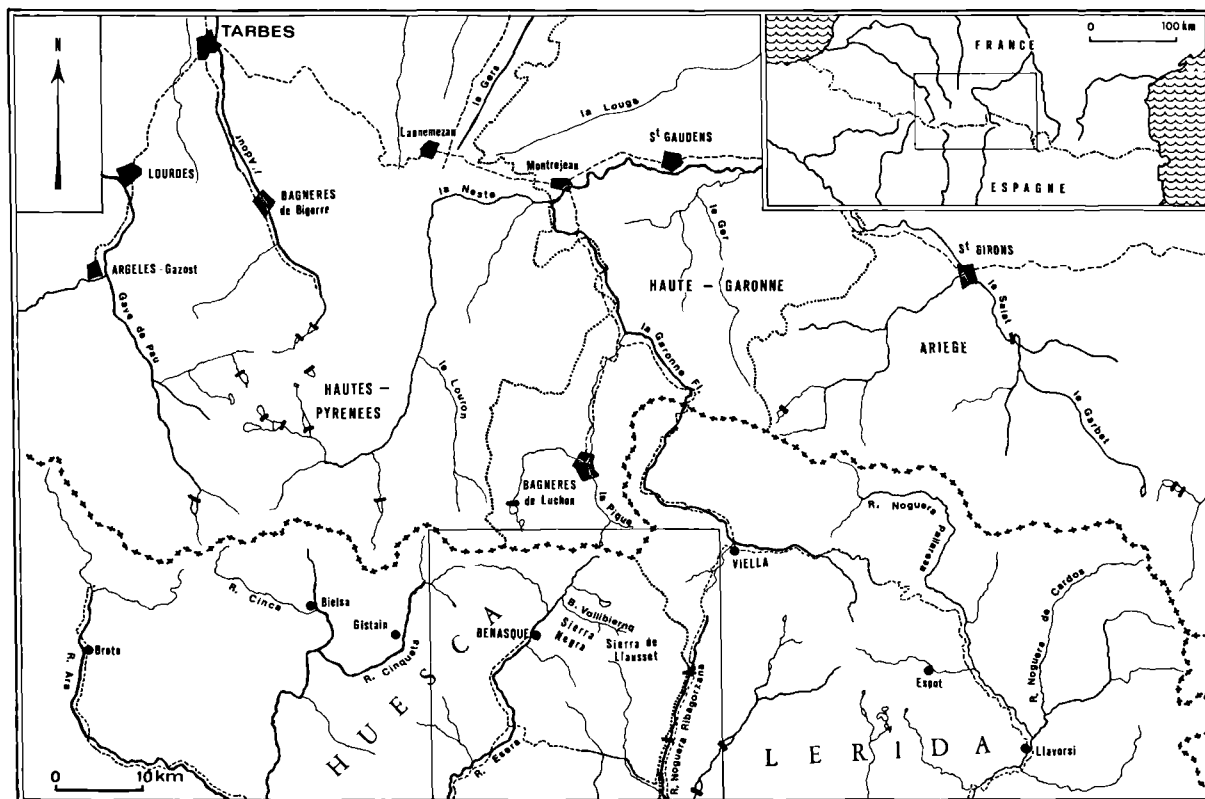 N
TARBES
le Gers
la Louge
FRANCE
0 100 km
ESPAGNE
Lannemezan
St GAUDENS
Montrejeau
LOURDES
l'Adour
BAGNERES
de Bigorre
la Neste
le Ger
St GIRONS
ARGELES-Gazost
HAUTE-GARONNE
le Salat
Gave de Pau
la Garonne Fl.
ARIEGE
HAUTES-
PYRENEES
le Louron
le Garbet
BAGNERES
de Luchon
la Pique
R. Noguera
Pallaresa
VIELLA
R. Cinca
Bielsa
Gistain
B. Vallibierna
BENASQUE
Sierra
Negra
Sierra de
Llauset
R. Noguera de Cardos
Broto
R. Ara
R. Cinqueta
Espot
HUESCA
R. Esera
R. Noguera Ribagorzana
LERIDA
Llavorsi
0 10 km